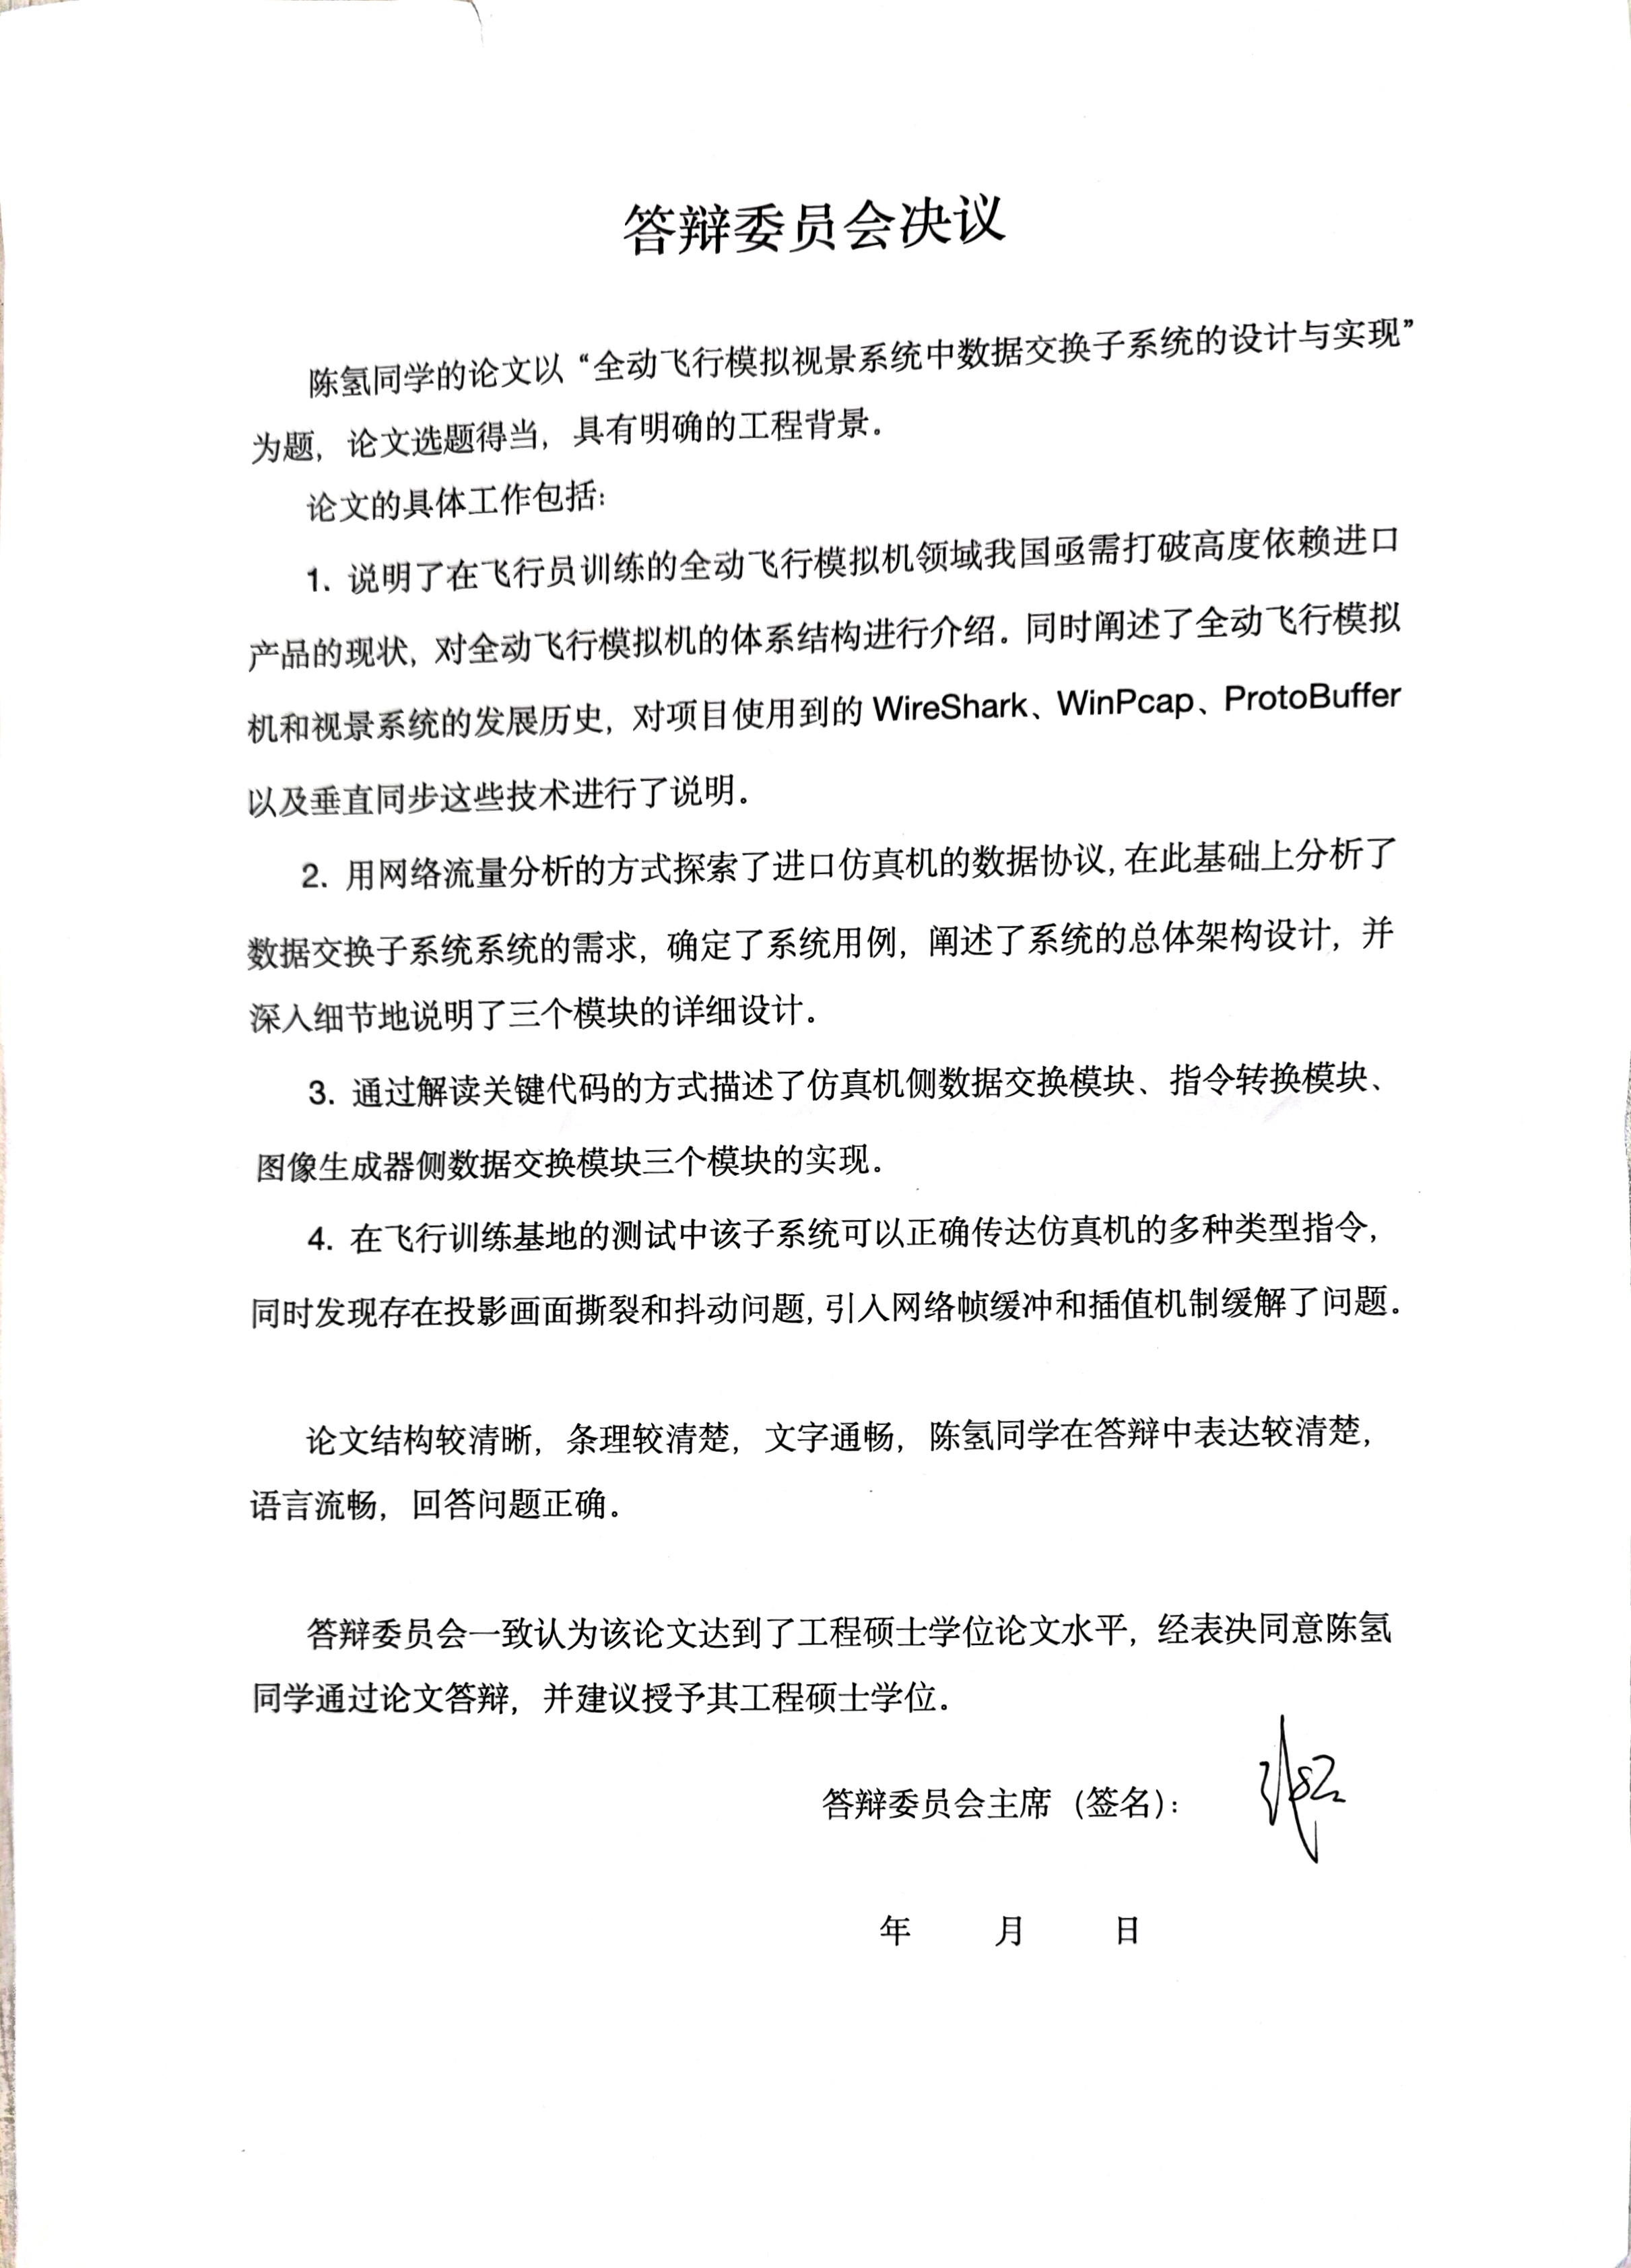 答辩委员会决议
陈氢同学的论文以“全动飞行模拟视景系统中数据交换子系统的设计与实现”
为题，论文选题得当，具有明确的工程背景。
论文的具体工作包括：
1. 说明了在飞行员训练的全动飞行模拟机领域我国亟需打破高度依赖进口
产品的现状，对全动飞行模拟机的体系结构进行介绍。同时阐述了全动飞行模拟
机和视景系统的发展历史，对项目使用到的 WireShark、WinPcap、ProtoBuffer
以及垂直同步这些技术进行了说明。
2. 用网络流量分析的方式探索了进口仿真机的数据协议，在此基础上分析了
数据交换子系统系统的需求，确定了系统用例，阐述了系统的总体架构设计，并
深入细节地说明了三个模块的详细设计。
3. 通过解读关键代码的方式描述了仿真机侧数据交换模块、指令转换模块、
图像生成器侧数据交换模块三个模块的实现。
4. 在飞行训练基地的测试中该子系统可以正确传达仿真机的多种类型指令，
同时发现存在投影画面撕裂和抖动问题，引入网络帧缓冲和插值机制缓解了问题。
论文结构较清晰，条理较清楚，文字通畅，陈氢同学在答辩中表达较清楚，
语言流畅，回答问题正确。
答辩委员会一致认为该论文达到了工程硕士学位论文水平，经表决同意陈氢
同学通过论文答辩，并建议授予其工程硕士学位。
答辩委员会主席（签名）：
年 月 日